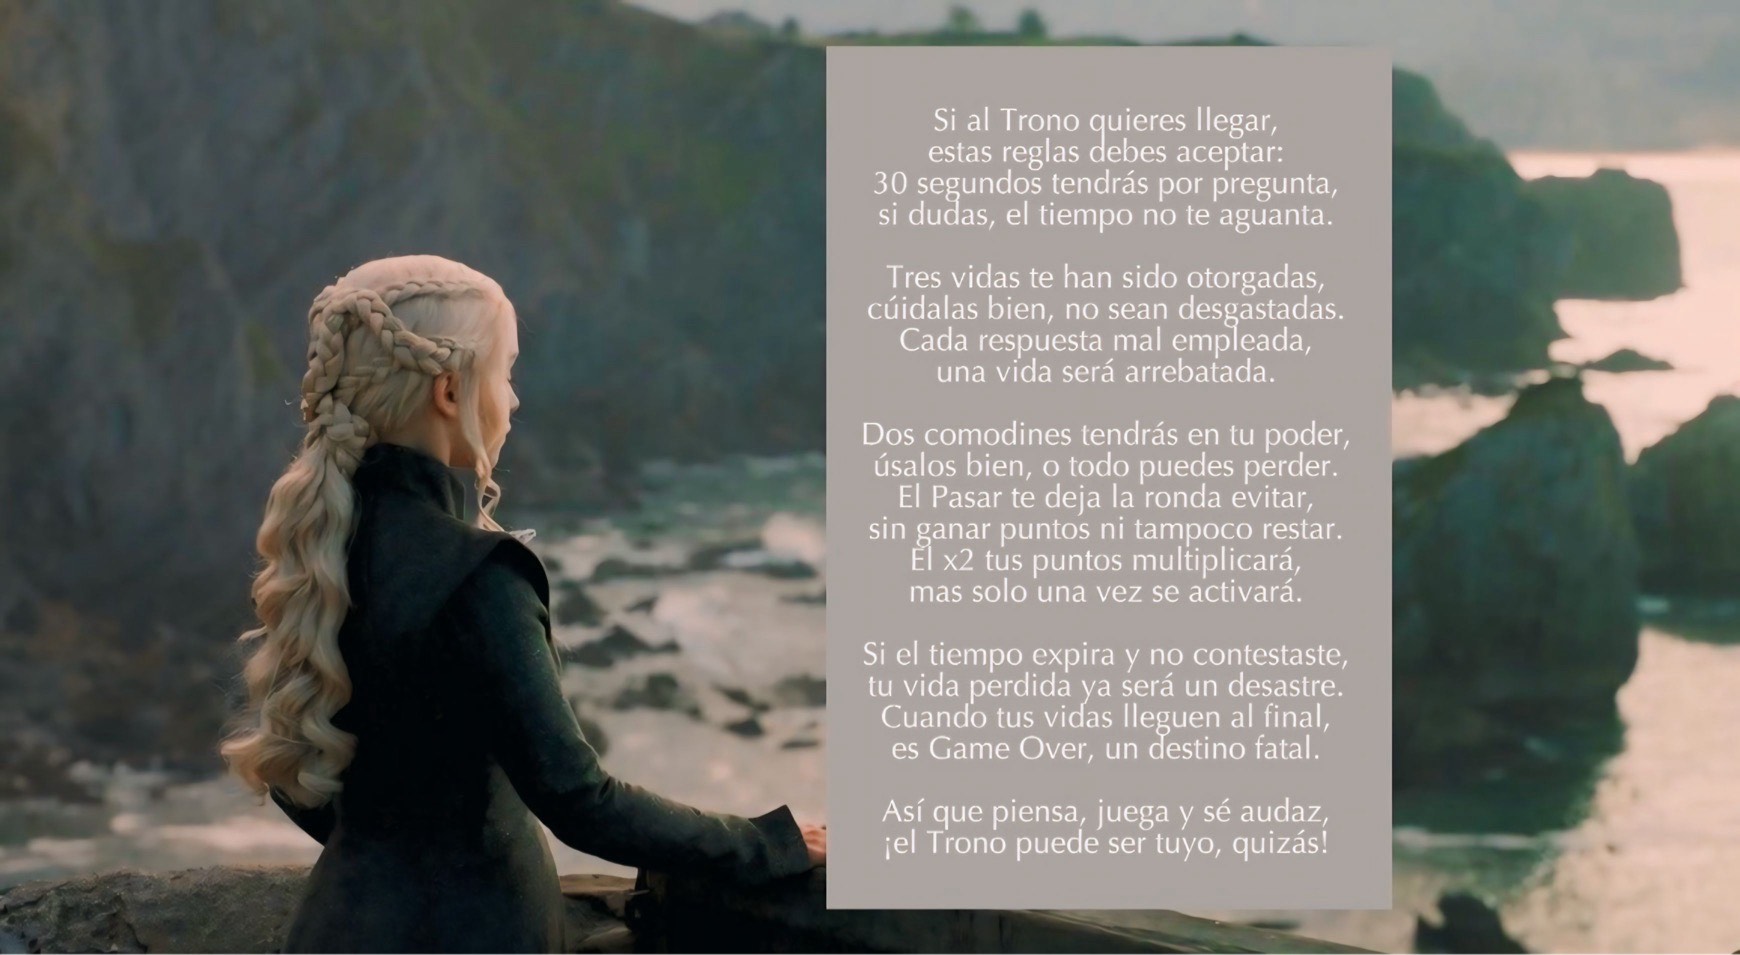 Si al Trono quieres llegar,
estas reglas debes aceptar:
30 segundos tendrás por pregunta,
si dudas, el tiempo no te aguanta.
Tres vidas te han sido otorgadas,
cúidalas bien, no sean desgastadas.
Cada respuesta mal empleada,
una vida será arrebatada.
Dos comodines tendrás en tu poder,
úsalos bien, o todo puedes perder.
El Pasar te deja la ronda evitar,
sin ganar puntos ni tampoco restar.
El x2 tus puntos multiplicará,
mas solo una vez se activará.
Si el tiempo expira y no contestaste,
tu vida perdida ya será un desastre.
Cuando tus vidas lleguen al final,
es Game Over, un destino fatal.
Así que piensa, juega y sé audaz,
¡el Trono puede ser tuyo, quizás!